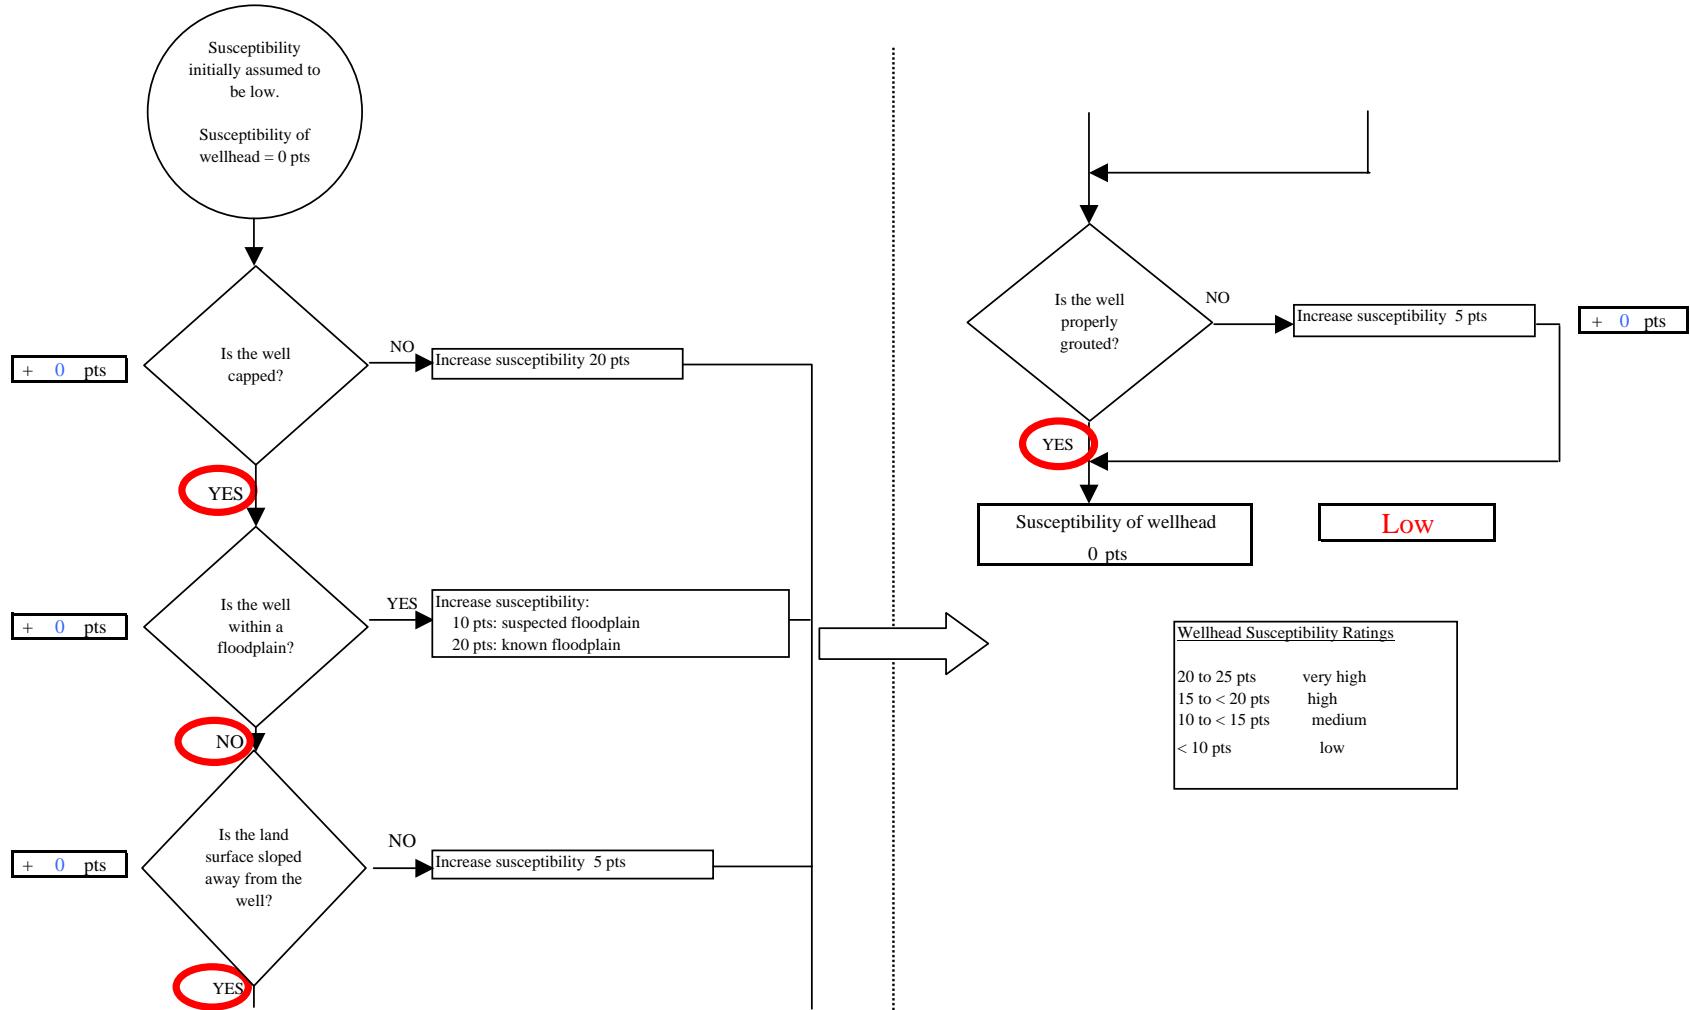 Susceptibility
initially assumed to
be low.
Susceptibility of
wellhead = 0 pts
Is the well
capped?
NO
Increase susceptibility 20 pts
+ 0 pts
YES
Is the well
within a
floodplain?
YES
Increase susceptibility:
10 pts: suspected floodplain
20 pts: known floodplain
+ 0 pts
NO
Is the land
surface sloped
away from the
well?
NO
Increase susceptibility 5 pts
+ 0 pts
YES
Is the well
properly
grouted?
NO
Increase susceptibility 5 pts
+ 0 pts
YES
Susceptibility of wellhead
0 pts
Low
Wellhead Susceptibility Ratings
20 to 25 pts very high
15 to < 20 pts high
10 to < 15 pts medium
< 10 pts low